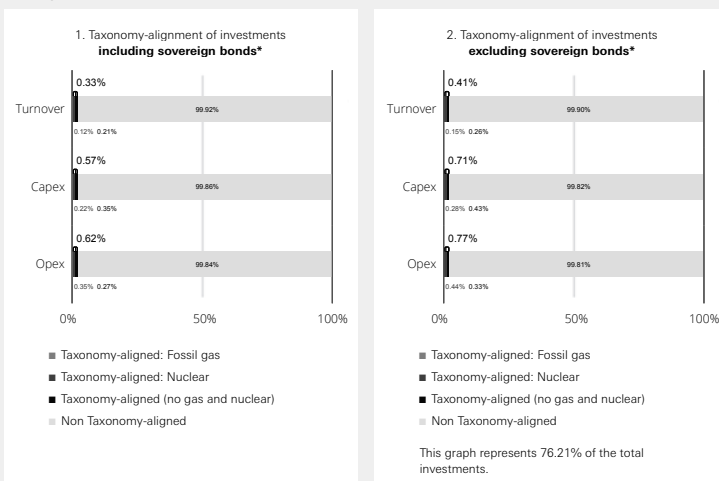 1. Taxonomy-alignment of investments
including sovereign bonds*
0.33%
Turnover
99.92%
0.12% 0.21%
0.57%
Capex
99.86%
0.22% 0.35%
0.62%
Opex
99.84%
0.35% 0.27%
0% 50% 100%
Taxonomy-aligned: Fossil gas
Taxonomy-aligned: Nuclear
Taxonomy-aligned (no gas and nuclear)
Non Taxonomy-aligned
2. Taxonomy-alignment of investments
excluding sovereign bonds*
0.41%
Turnover
99.90%
0.15% 0.26%
0.71%
Capex
99.82%
0.28% 0.43%
0.77%
Opex
99.81%
0.44% 0.33%
0% 50% 100%
Taxonomy-aligned: Fossil gas
Taxonomy-aligned: Nuclear
Taxonomy-aligned (no gas and nuclear)
Non Taxonomy-aligned
This graph represents 76.21% of the total
investments.